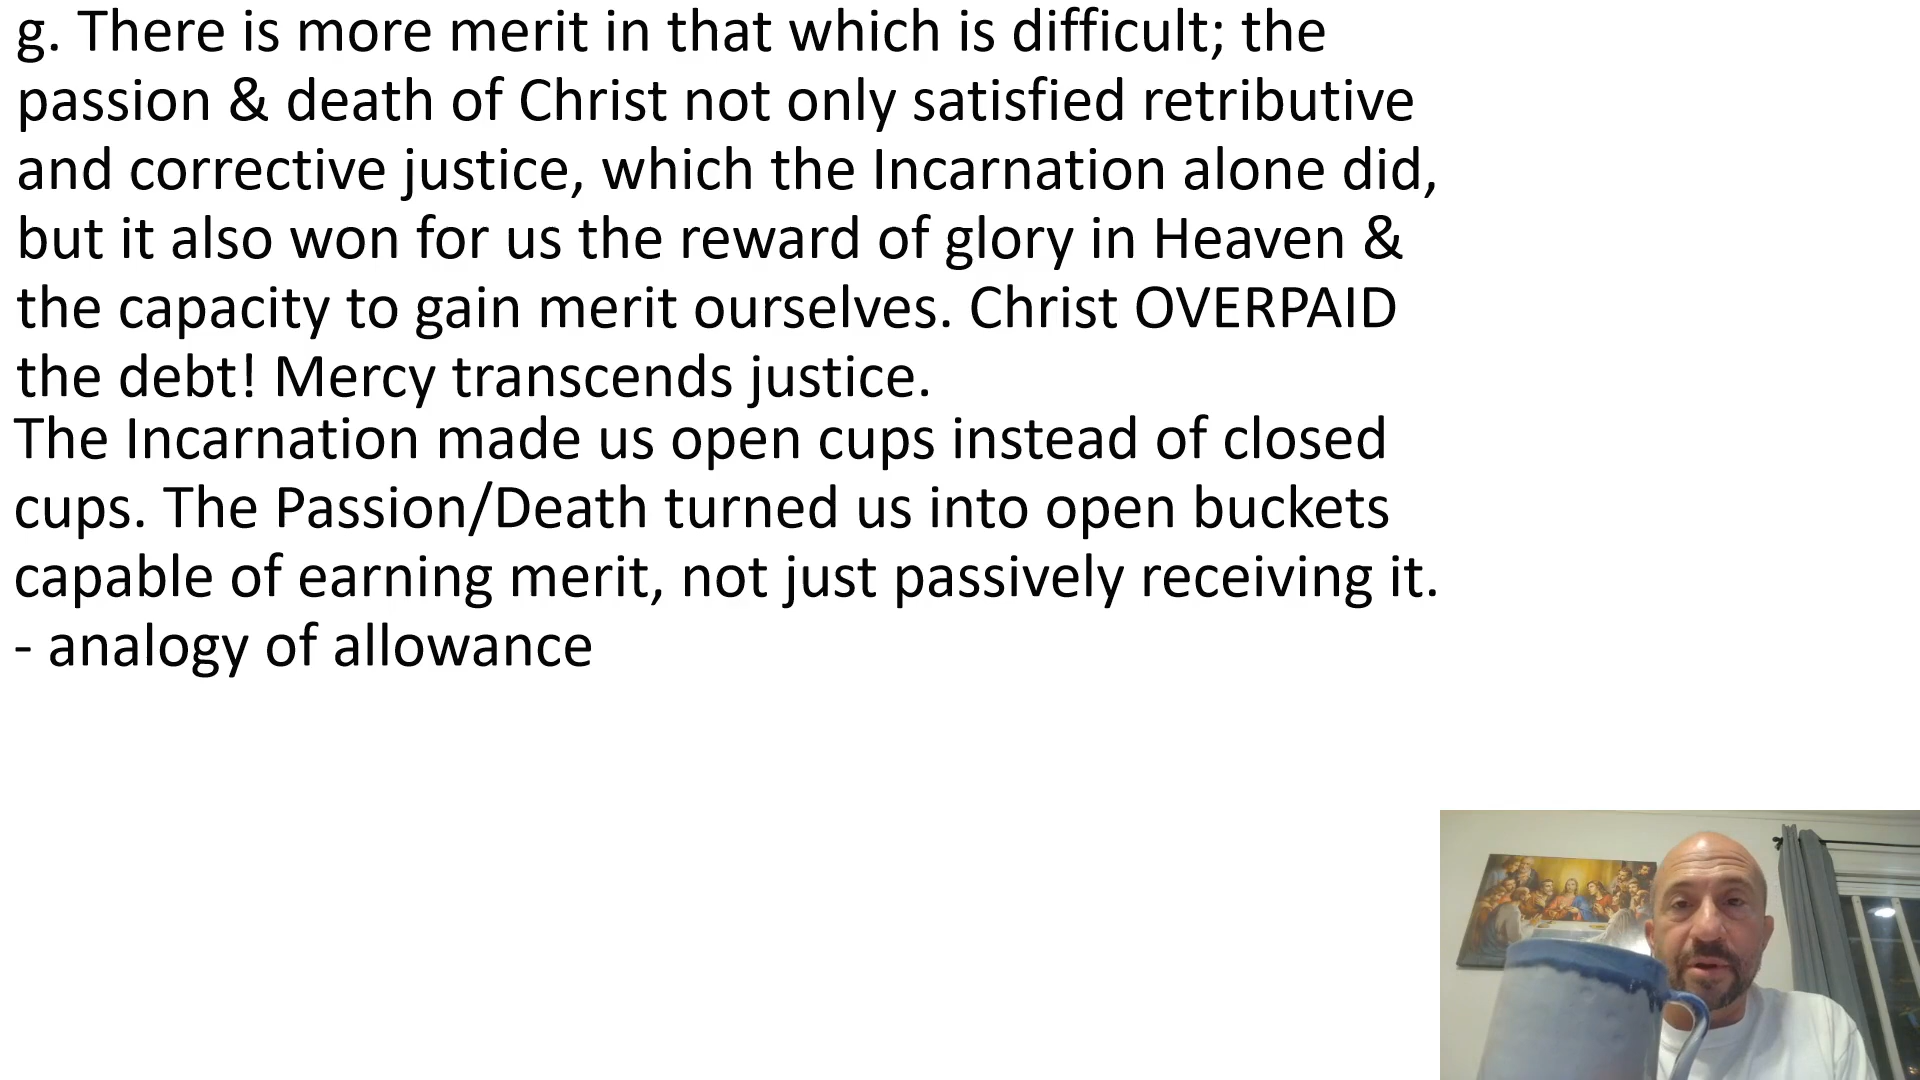 g. There is more merit in that which is difficult; the
passion & death of Christ not only satisfied retributive
and corrective justice, which the Incarnation alone did,
but it also won for us the reward of glory in Heaven &
the capacity to gain merit ourselves. Christ OVERPAID
the debt! Mercy transcends justice.
The Incarnation made us open cups instead of closed
cups. The Passion/Death turned us into open buckets
capable of earning merit, not just passively receiving it.
- analogy of allowance